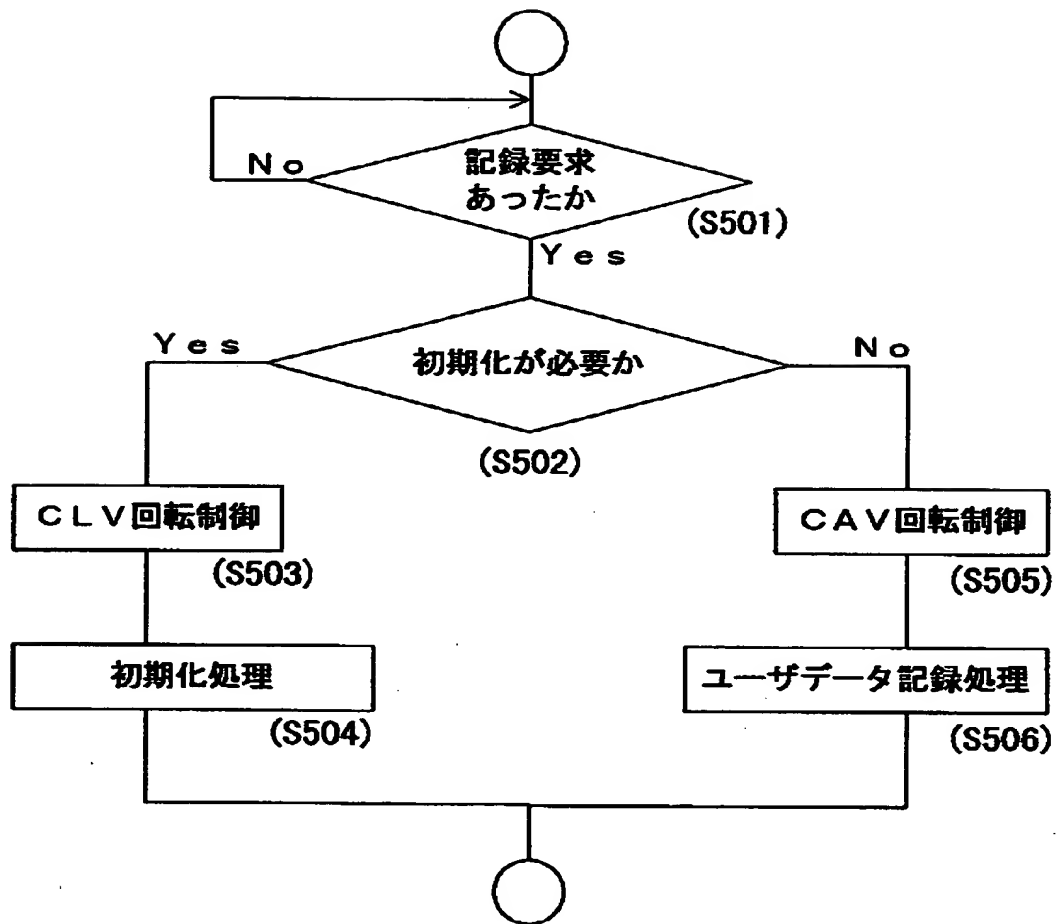 記録要求
あったか
No
(S501)
Yes
Yes
初期化が必要か
No
(S502)
CLV回転制御
(S503)
CAV回転制御
(S505)
初期化処理
(S504)
ユーザデータ記録処理
(S506)